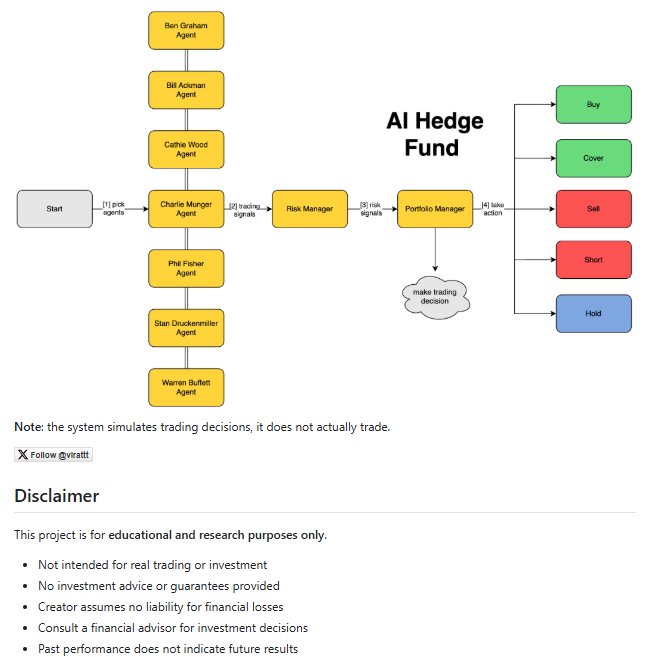 Ben Graham
Agent
Bill Ackman
Agent
Cathie Wood
Agent
AI Hedge
Fund
Start
[1] pick
agents
Charlie Munger
Agent
[2] trading
signals
Risk Manager
[3] risk
signals
Portfolio Manager
[4] take
action
Buy
Cover
Sell
Short
Hold
Phil Fisher
Agent
make trading
decision
Stan Druckenmiller
Agent
Warren Buffett
Agent
Note: the system simulates trading decisions, it does not actually trade.
X Follow @virattt
Disclaimer
This project is for educational and research purposes only.
• Not intended for real trading or investment
• No investment advice or guarantees provided
• Creator assumes no liability for financial losses
• Consult a financial advisor for investment decisions
• Past performance does not indicate future results